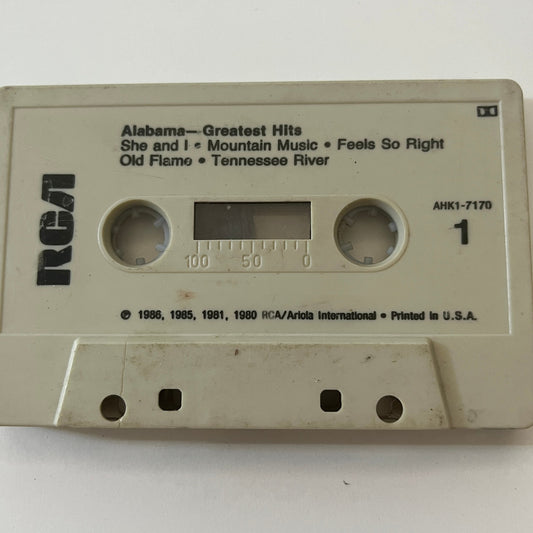 Alabama—Greatest Hits
She and I • Mountain Music • Feels So Right
Old Flame • Tennessee River
RCA
AHK1-7170
1
100 50 0
℗ 1986, 1985, 1981, 1980 RCA/Ariola International • Printed in U.S.A.